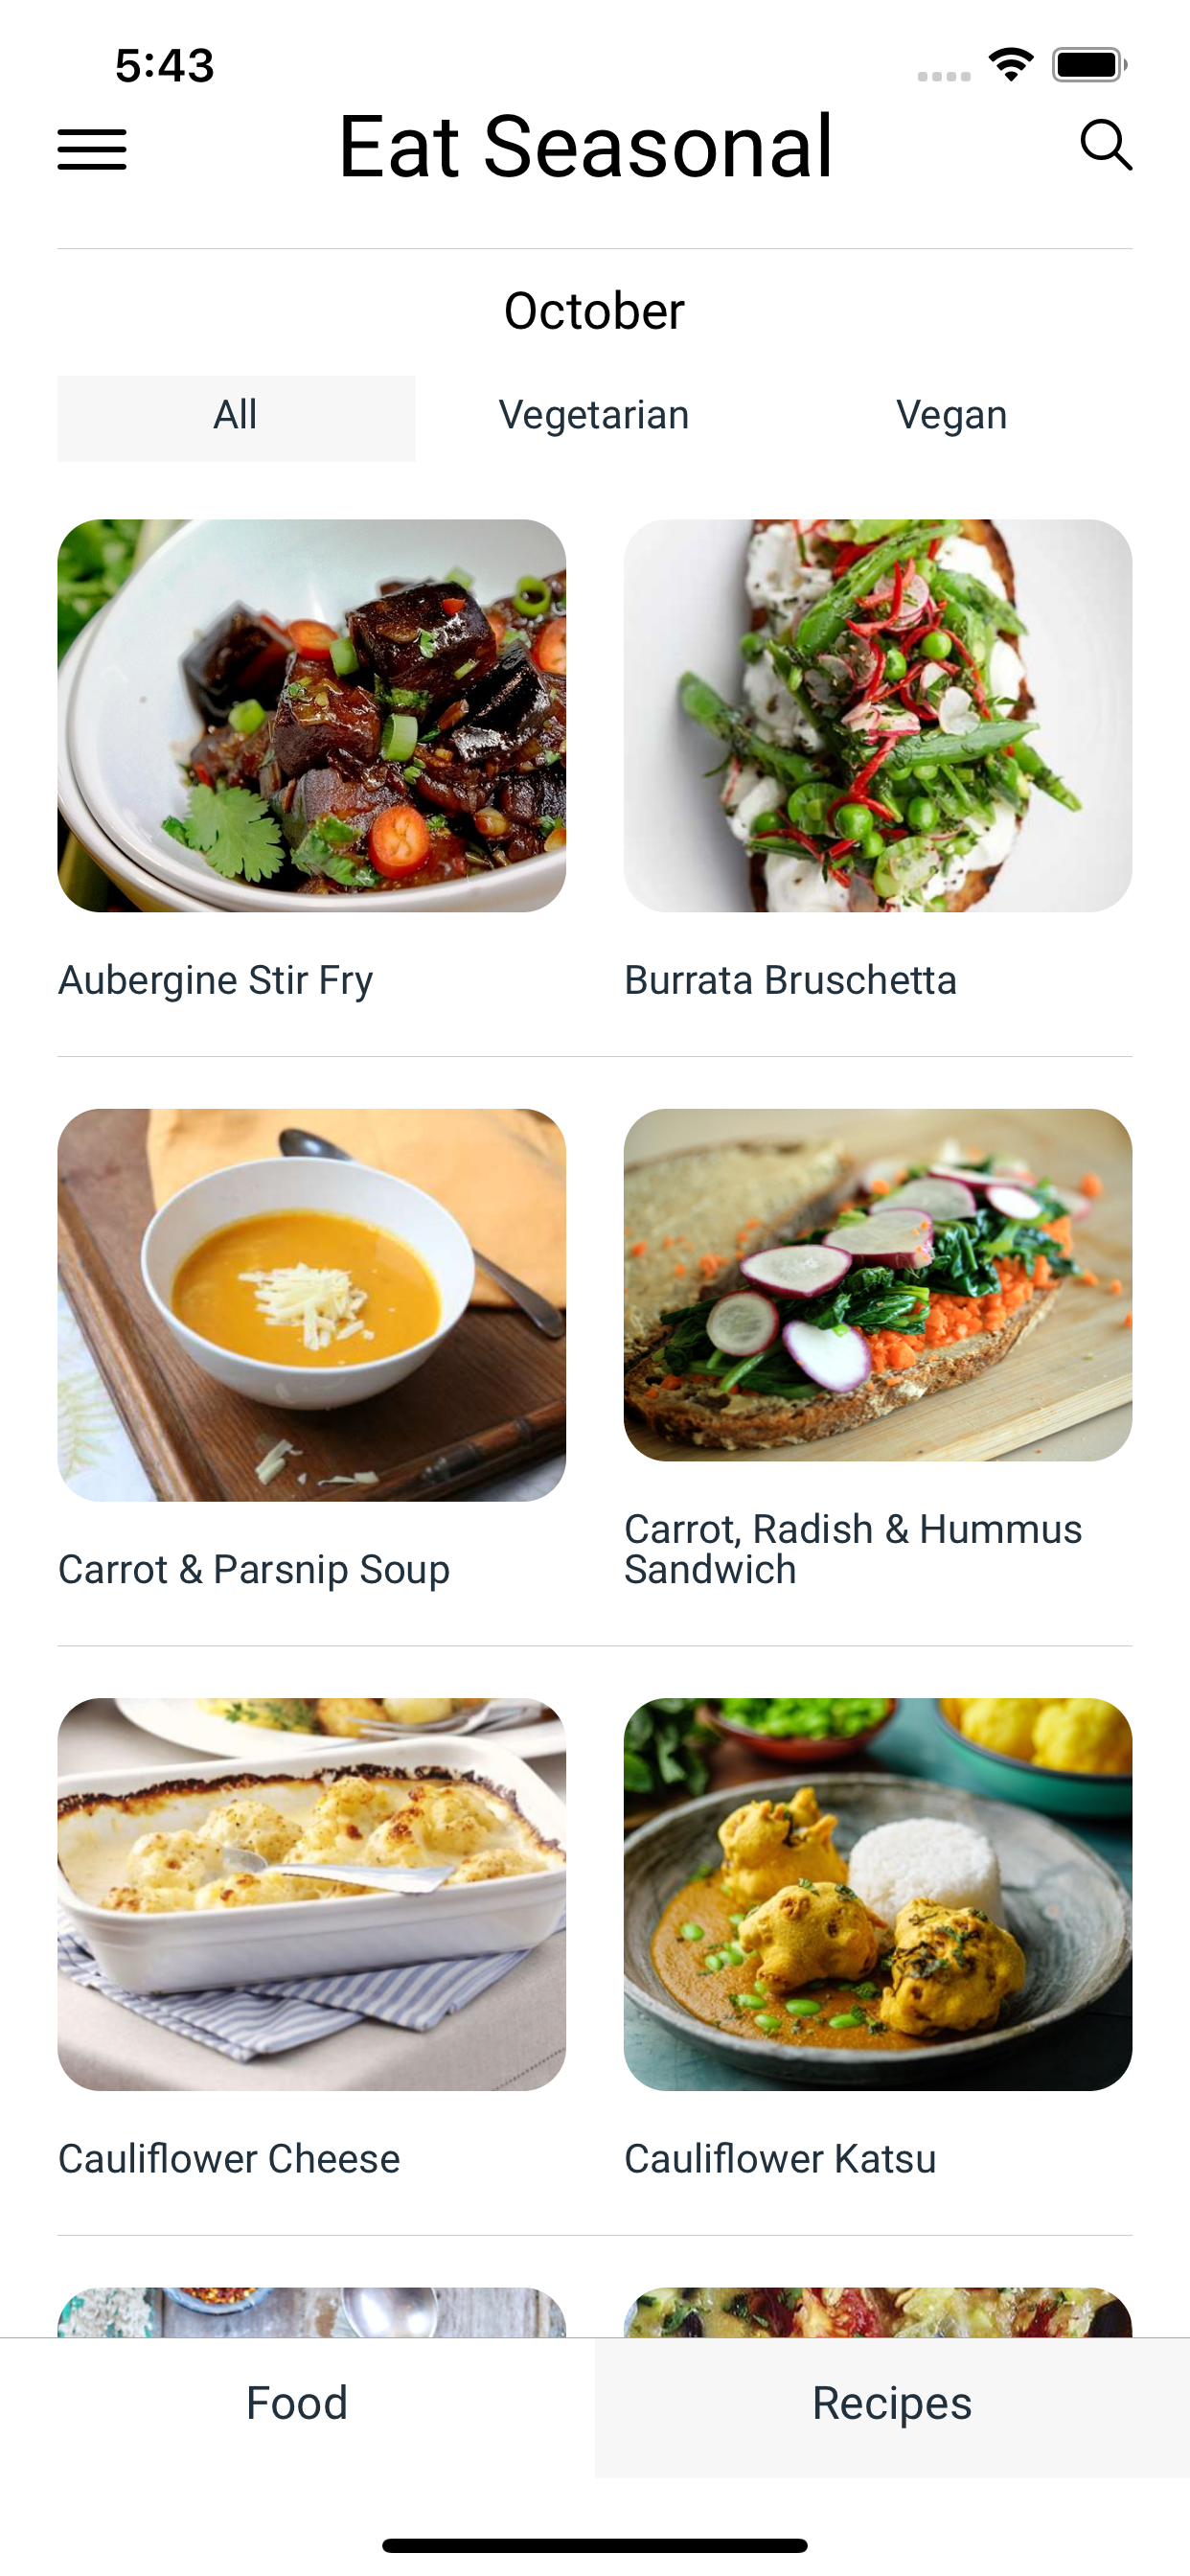 5:43
Eat Seasonal
October
All
Vegetarian
Vegan
Aubergine Stir Fry
Burrata Bruschetta
Carrot & Parsnip Soup
Carrot, Radish & Hummus
Sandwich
Cauliflower Cheese
Cauliflower Katsu
Food
Recipes